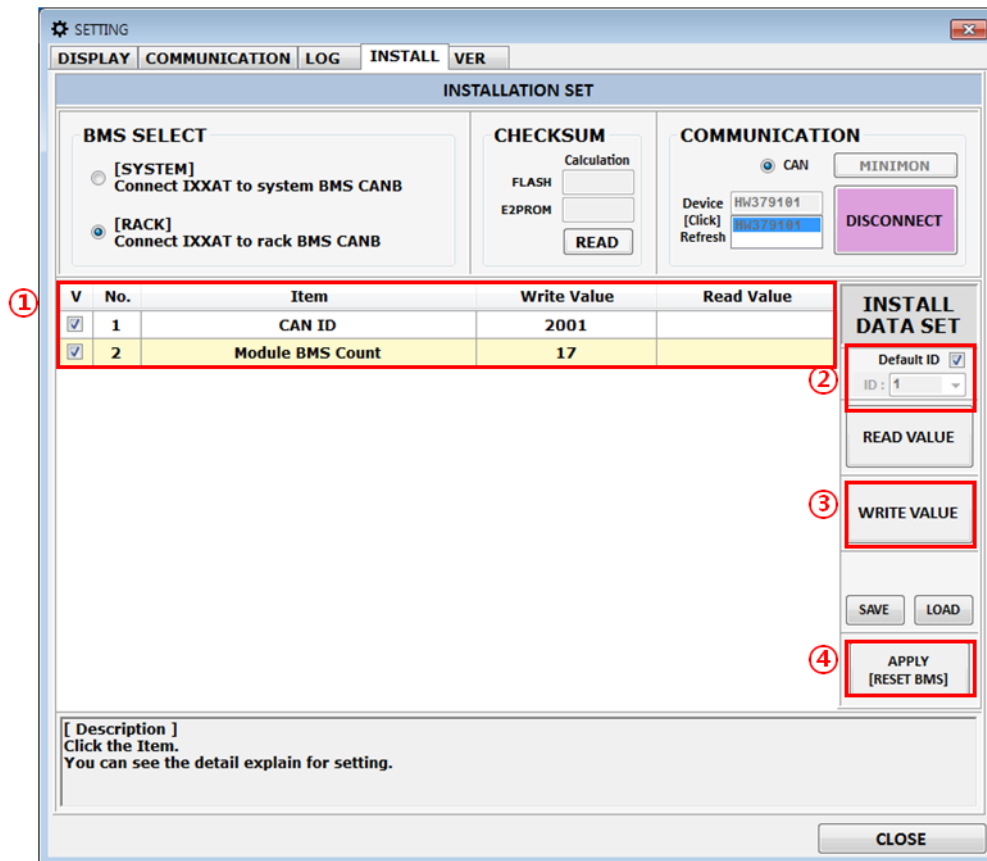 SETTING
DISPLAY COMMUNICATION LOG INSTALL VER
INSTALLATION SET
BMS SELECT
[SYSTEM]
Connect IXXAT to system BMS CANB
[RACK]
Connect IXXAT to rack BMS CANB
CHECKSUM
Calculation
FLASH
E2PROM
READ
COMMUNICATION
CAN
MINIMON
Device
[Click]
Refresh
HW379101
HW379101
DISCONNECT
①
V No. Item Write Value Read Value
1 CAN ID 2001
2 Module BMS Count 17
INSTALL
DATA SET
②
Default ID
ID : 1
READ VALUE
③
WRITE VALUE
SAVE LOAD
④
APPLY
[RESET BMS]
[ Description ]
Click the Item.
You can see the detail explain for setting.
CLOSE